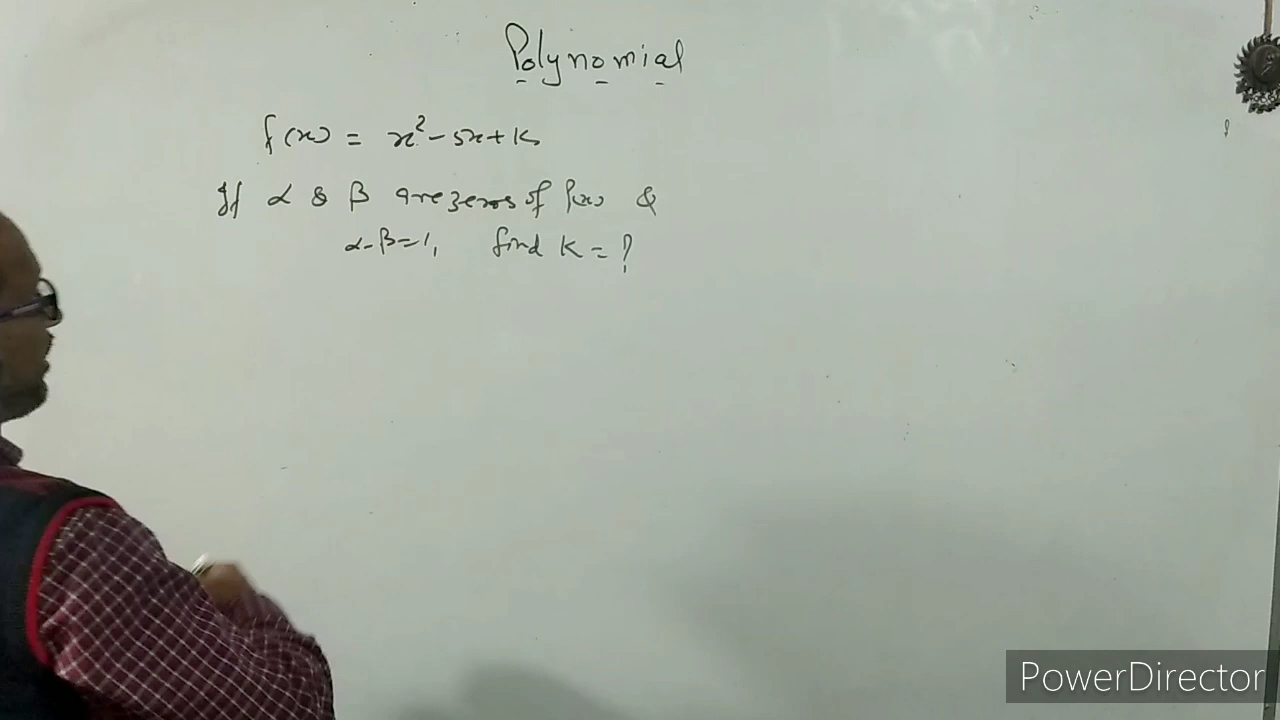 Polynomial
f(x) = x² - 5x + k
If α & β are zeros of f(x) &
α - β = 1, find k = ?
PowerDirector